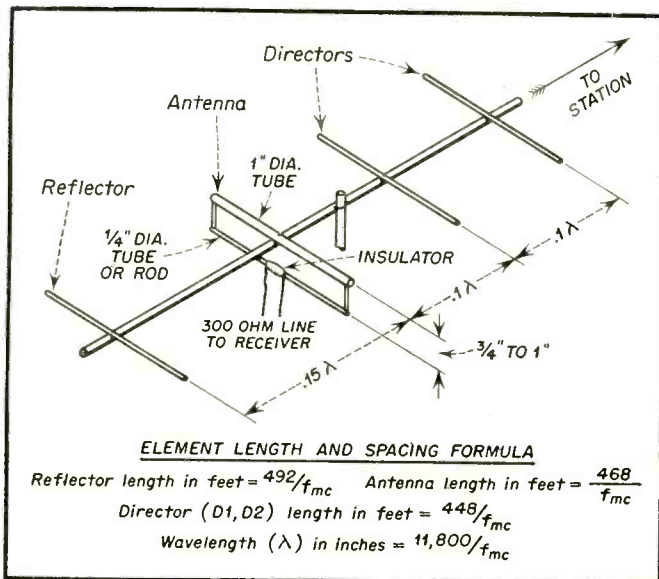 Directors
TO
STATION
Antenna
1" DIA.
TUBE
Reflector
1/4" DIA.
TUBE
OR ROD
INSULATOR
300 OHM LINE
TO RECEIVER
.1 λ
.1 λ
.15 λ
3/4" TO 1"
ELEMENT LENGTH AND SPACING FORMULA
Reflector length in feet = 492/fmc Antenna length in feet = 468/fmc
Director (D1, D2) length in feet = 448/fmc
Wavelength (λ) in inches = 11,800/fmc